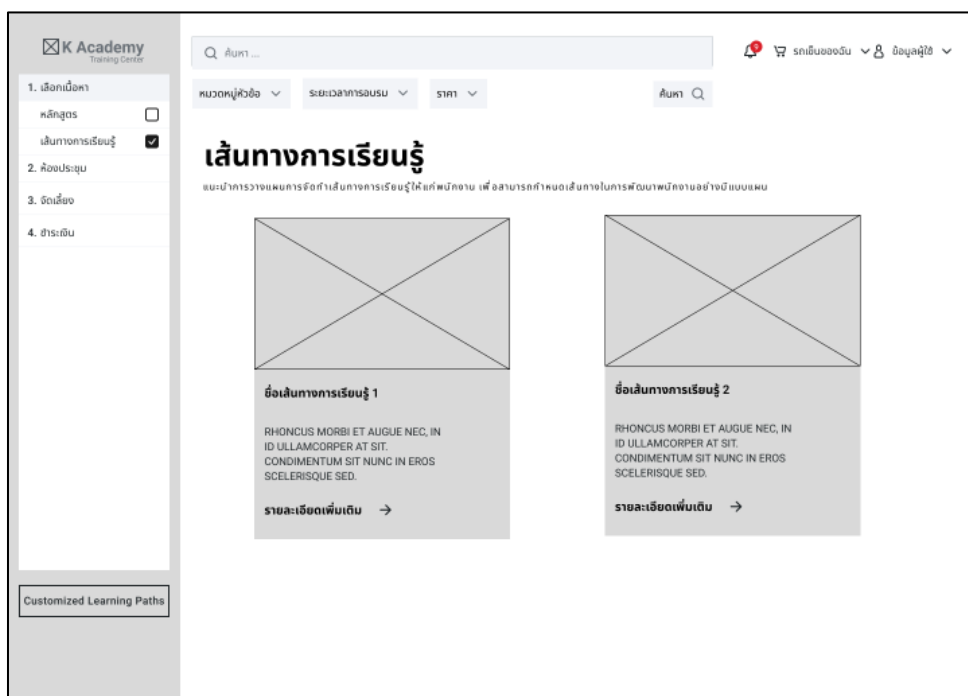 K Academy
Training Center
ค้นหา ...
9
รถเข็นของฉัน
ข้อมูลผู้ใช้
1. เลือกเนื้อหา
หลักสูตร
เส้นทางการเรียนรู้
2. ห้องประชุม
3. จัดเลี้ยง
4. ชำระเงิน
Customized Learning Paths
หมวดหมู่หัวข้อ
ระยะเวลาการอบรม
ราคา
ค้นหา
เส้นทางการเรียนรู้
แนะนำการวางแผนการจัดทำเส้นทางการเรียนรู้ให้แก่พนักงาน เพื่อสามารถกำหนดเส้นทางในการพัฒนาพนักงานอย่างมีแบบแผน
ชื่อเส้นทางการเรียนรู้ 1
RHONCUS MORBI ET AUGUE NEC, IN
ID ULLAMCORPER AT SIT.
CONDIMENTUM SIT NUNC IN EROS
SCELERISQUE SED.
รายละเอียดเพิ่มเติม
ชื่อเส้นทางการเรียนรู้ 2
RHONCUS MORBI ET AUGUE NEC, IN
ID ULLAMCORPER AT SIT.
CONDIMENTUM SIT NUNC IN EROS
SCELERISQUE SED.
รายละเอียดเพิ่มเติม